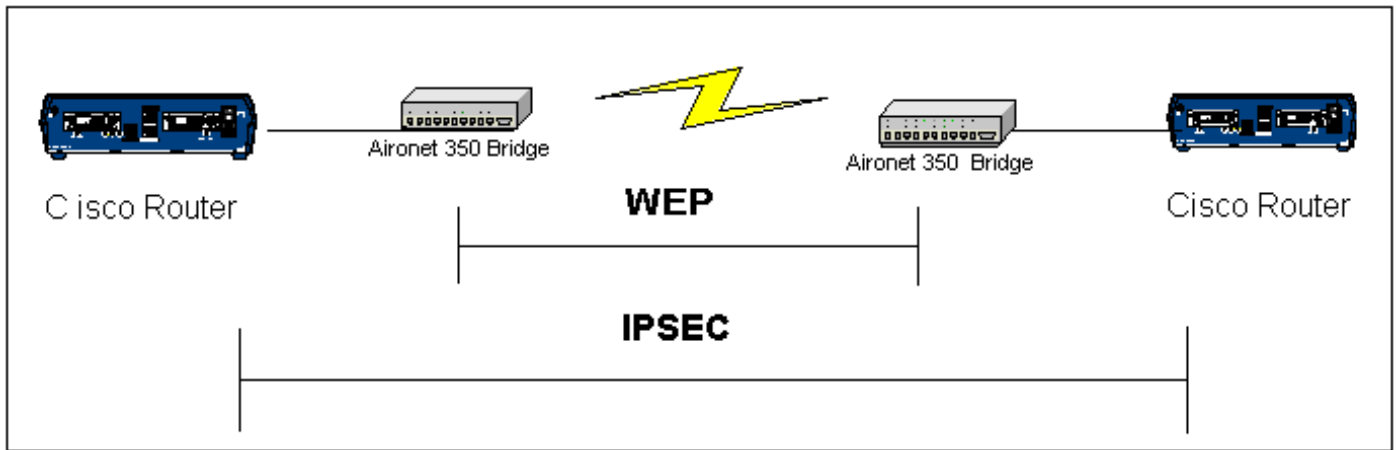 Aironet 350 Bridge
Aironet 350 Bridge
C isco Router
WEP
Cisco Router
IPSEC